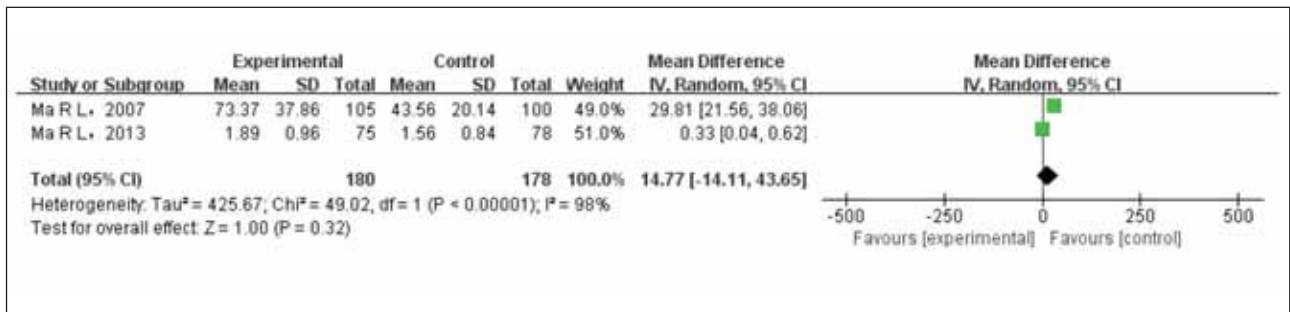 Experimental Control Mean Difference Mean Difference
Study or Subgroup Mean SD Total Mean SD Total Weight IV, Random, 95% CI IV, Random, 95% CI
Ma R L, 2007 73.37 37.86 105 43.56 20.14 100 49.0% 29.81 [21.56, 38.06]
Ma R L, 2013 1.89 0.96 75 1.56 0.84 78 51.0% 0.33 [0.04, 0.62]
Total (95% CI) 180 178 100.0% 14.77 [-14.11, 43.65]
Heterogeneity: Tau² = 425.67; Chi² = 49.02, df = 1 (P < 0.00001); I² = 98%
Test for overall effect: Z = 1.00 (P = 0.32)
-500 -250 0 250 500
Favours [experimental] Favours [control]